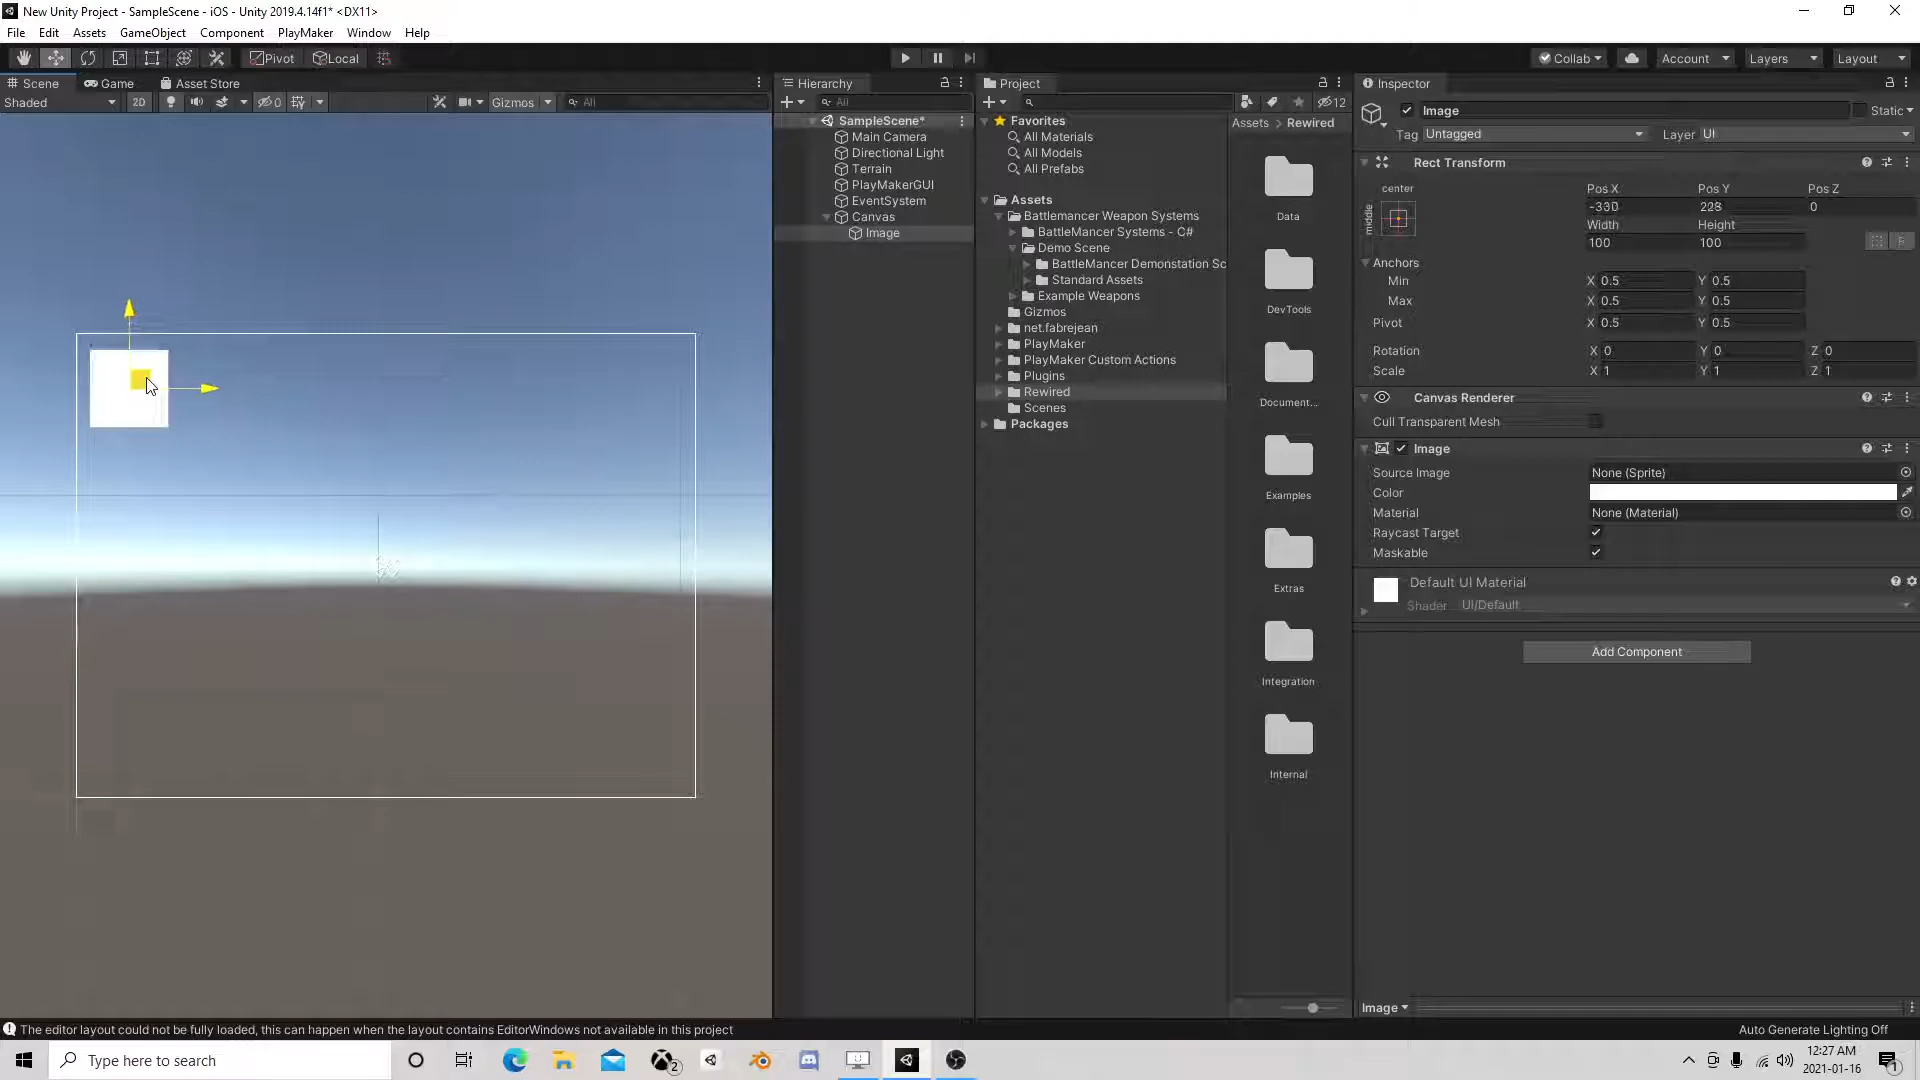 New Unity Project - SampleScene - iOS - Unity 2019.4.14f1* <DX11>
File Edit Assets GameObject Component PlayMaker Window Help
Pivot Local Collab Account Layers Layout
Scene Game Asset Store
Shaded 2D 0 Gizmos All
Hierarchy
All
SampleScene*
Main Camera
Directional Light
Terrain
PlayMakerGUI
EventSystem
Canvas
Image
Project
12
Favorites
All Materials
All Models
All Prefabs
Assets
Battlemancer Weapon Systems
BattleMancer Systems - C#
Demo Scene
BattleMancer Demonstation Sc
Standard Assets
Example Weapons
Gizmos
net.fabrejean
PlayMaker
PlayMaker Custom Actions
Plugins
Rewired
Scenes
Packages
Assets > Rewired
Data
DevTools
Document...
Examples
Extras
Integration
Internal
Inspector
Image Static
Tag Untagged Layer UI
Rect Transform
center
middle
Pos X Pos Y Pos Z
-330 228 0
Width Height
100 100
Anchors
Min X 0.5 Y 0.5
Max X 0.5 Y 0.5
Pivot X 0.5 Y 0.5
Rotation X 0 Y 0 Z 0
Scale X 1 Y 1 Z 1
Canvas Renderer
Cull Transparent Mesh
Image
Source Image None (Sprite)
Color
Material None (Material)
Raycast Target
Maskable
Default UI Material
Shader UI/Default
Add Component
Image
The editor layout could not be fully loaded, this can happen when the layout contains EditorWindows not available in this project
Auto Generate Lighting Off
Type here to search
2
12:27 AM
2021-01-16
1